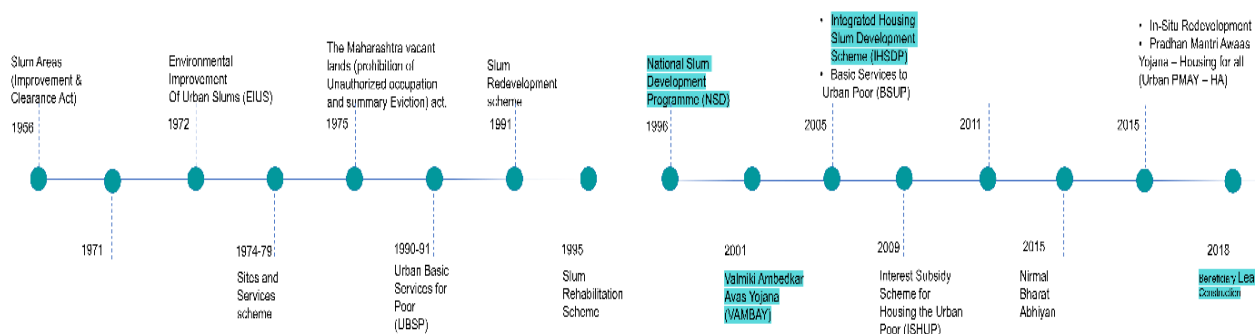 Slum Areas
(Improvement &
Clearance Act)
1956
1971
Environmental
Improvement
Of Urban Slums (EIUS)
1972
1974-79
Sites and
Services
scheme
The Maharashtra vacant
lands (prohibition of
Unauthorized occupation
and summary Eviction) act.
1975
1990-91
Urban Basic
Services for
Poor
(UBSP)
Slum
Redevelopment
scheme
1991
1995
Slum
Rehabilitation
Scheme
National Slum
Development
Programme (NSD)
1996
2001
Valmiki Ambedkar
Avas Yojana
(VAMBAY)
• Integrated Housing
Slum Development
Scheme (IHSDP)
• Basic Services to
Urban Poor (BSUP)
2005
2009
Interest Subsidy
Scheme for
Housing the Urban
Poor (ISHUP)
2011
2015
Nirmal
Bharat
Abhiyan
• In-Situ Redevelopment
• Pradhan Mantri Awaas
Yojana – Housing for all
(Urban PMAY – HA)
2015
2018
Beneficiary Lea
Construction